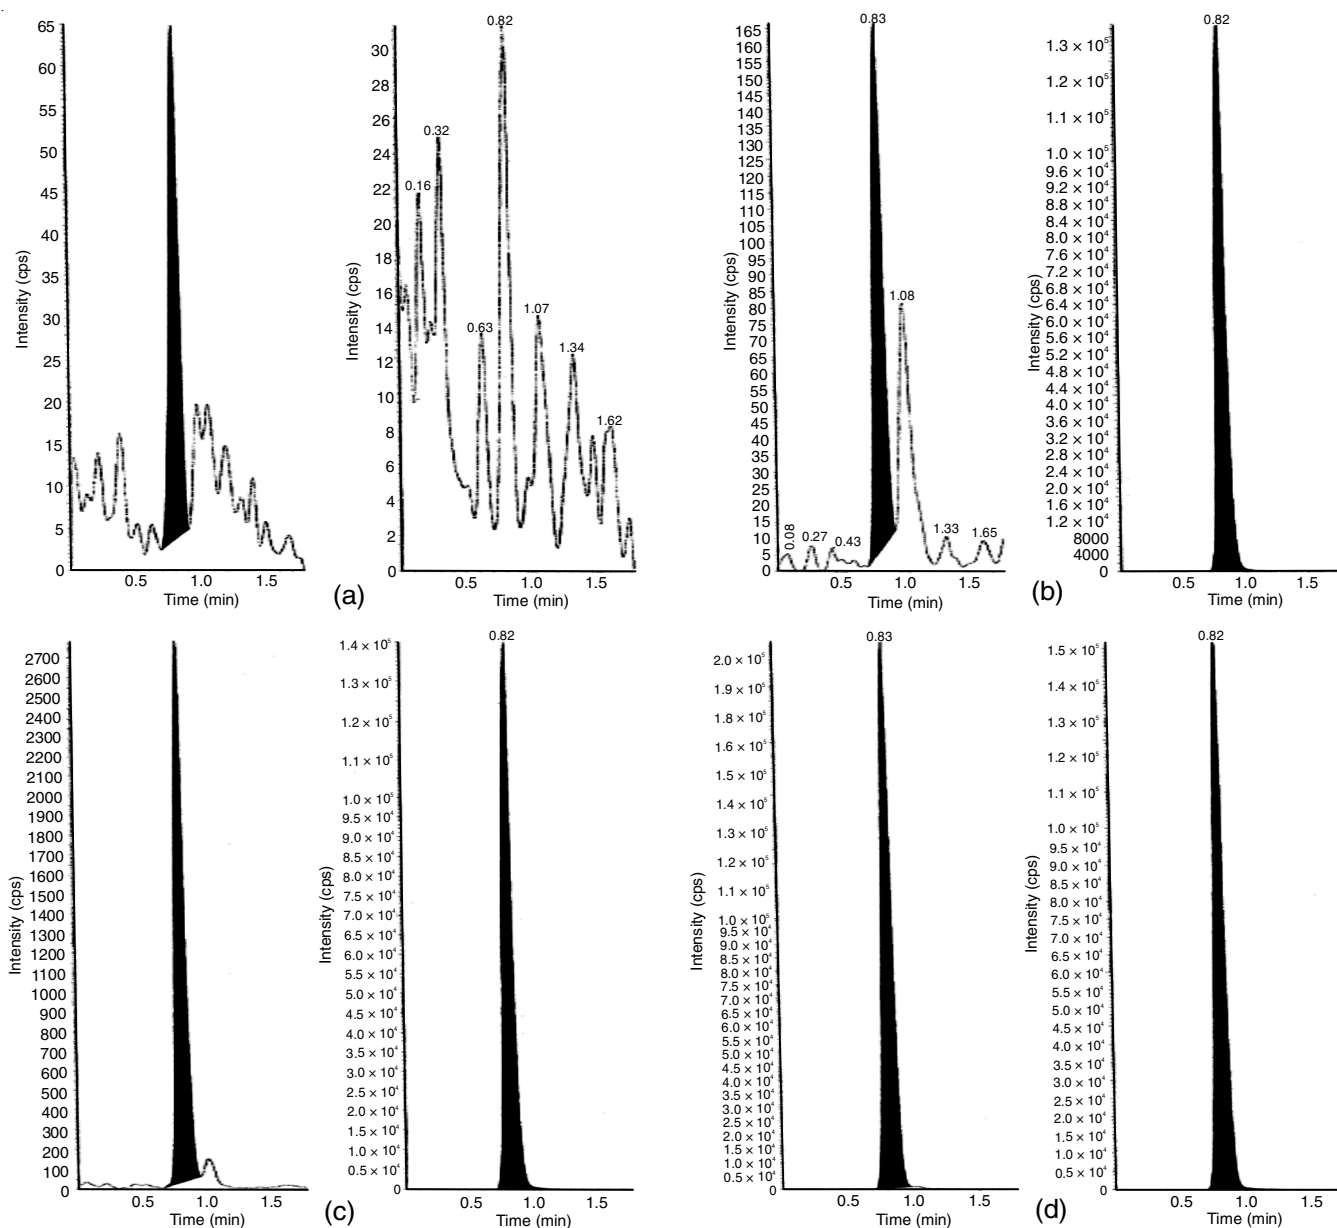 65
60
55
50
45
40
35
30
25
20
15
10
5
0
Intensity (cps)
0.5 1.0 1.5
Time (min)
0.82
0.32
0.16
0.63
1.07
1.34
1.62
30
28
26
24
22
20
18
16
14
12
10
8
6
4
2
0
Intensity (cps)
0.5 1.0 1.5
Time (min)
(a)
0.83
1.08
0.08
0.27
0.43
1.33
1.65
165
155
145
135
130
125
120
115
110
105
100
95
90
85
80
75
70
65
60
55
50
45
40
35
30
25
20
15
10
5
0
Intensity (cps)
0.5 1.0 1.5
Time (min)
0.82
1.3 × 10⁵
1.2 × 10⁵
1.1 × 10⁵
1.0 × 10⁵
9.6 × 10⁴
9.2 × 10⁴
8.8 × 10⁴
8.4 × 10⁴
8.0 × 10⁴
7.6 × 10⁴
7.2 × 10⁴
6.8 × 10⁴
6.4 × 10⁴
6.0 × 10⁴
5.6 × 10⁴
5.2 × 10⁴
4.8 × 10⁴
4.4 × 10⁴
4.0 × 10⁴
3.6 × 10⁴
3.2 × 10⁴
2.8 × 10⁴
2.4 × 10⁴
2.0 × 10⁴
1.6 × 10⁴
1.2 × 10⁴
8000
4000
0
Intensity (cps)
0.5 1.0 1.5
Time (min)
(b)
2700
2600
2500
2400
2300
2200
2100
2000
1900
1800
1700
1600
1500
1400
1300
1200
1100
1000
900
800
700
600
500
400
300
200
100
0
Intensity (cps)
0.5 1.0 1.5
Time (min)
0.82
1.4 × 10⁵
1.3 × 10⁵
1.2 × 10⁵
1.1 × 10⁵
1.0 × 10⁵
9.5 × 10⁴
9.0 × 10⁴
8.5 × 10⁴
8.0 × 10⁴
7.5 × 10⁴
7.0 × 10⁴
6.5 × 10⁴
6.0 × 10⁴
5.5 × 10⁴
5.0 × 10⁴
4.5 × 10⁴
4.0 × 10⁴
3.5 × 10⁴
3.0 × 10⁴
2.5 × 10⁴
2.0 × 10⁴
1.5 × 10⁴
1.0 × 10⁴
0.5 × 10⁴
0
Intensity (cps)
0.5 1.0 1.5
Time (min)
(c)
0.83
2.0 × 10⁵
1.9 × 10⁵
1.8 × 10⁵
1.6 × 10⁵
1.5 × 10⁵
1.4 × 10⁵
1.3 × 10⁵
1.2 × 10⁵
1.1 × 10⁵
1.0 × 10⁵
9.5 × 10⁴
9.0 × 10⁴
8.5 × 10⁴
8.0 × 10⁴
7.5 × 10⁴
7.0 × 10⁴
6.5 × 10⁴
6.0 × 10⁴
5.5 × 10⁴
5.0 × 10⁴
4.5 × 10⁴
4.0 × 10⁴
3.5 × 10⁴
3.0 × 10⁴
2.5 × 10⁴
2.0 × 10⁴
1.5 × 10⁴
1.0 × 10⁴
0.5 × 10⁴
0
Intensity (cps)
0.5 1.0 1.5
Time (min)
0.82
1.5 × 10⁵
1.4 × 10⁵
1.3 × 10⁵
1.2 × 10⁵
1.1 × 10⁵
1.0 × 10⁵
9.5 × 10⁴
9.0 × 10⁴
8.5 × 10⁴
8.0 × 10⁴
7.5 × 10⁴
7.0 × 10⁴
6.5 × 10⁴
6.0 × 10⁴
5.5 × 10⁴
5.0 × 10⁴
4.5 × 10⁴
4.0 × 10⁴
3.5 × 10⁴
3.0 × 10⁴
2.5 × 10⁴
2.0 × 10⁴
1.5 × 10⁴
1.0 × 10⁴
0.5 × 10⁴
0
Intensity (cps)
0.5 1.0 1.5
Time (min)
(d)